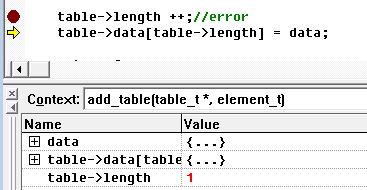 table->length ++;//error
table->data[table->length] = data;
Context: add_table(table_t *, element_t)
Name Value
data {...}
table->data[table {...}
table->length 1